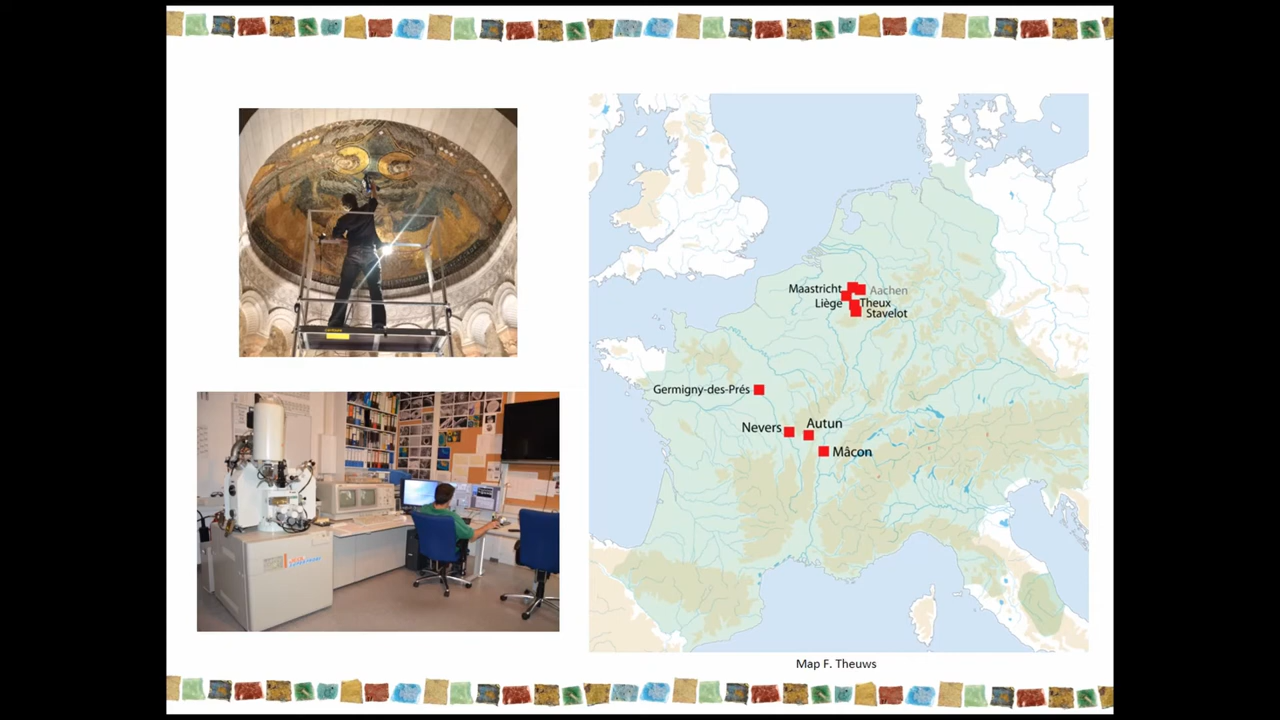 Maastricht
Aachen
Liège
Theux
Stavelot
Germigny-des-Prés
Nevers
Autun
Mâcon
Map F. Theuws